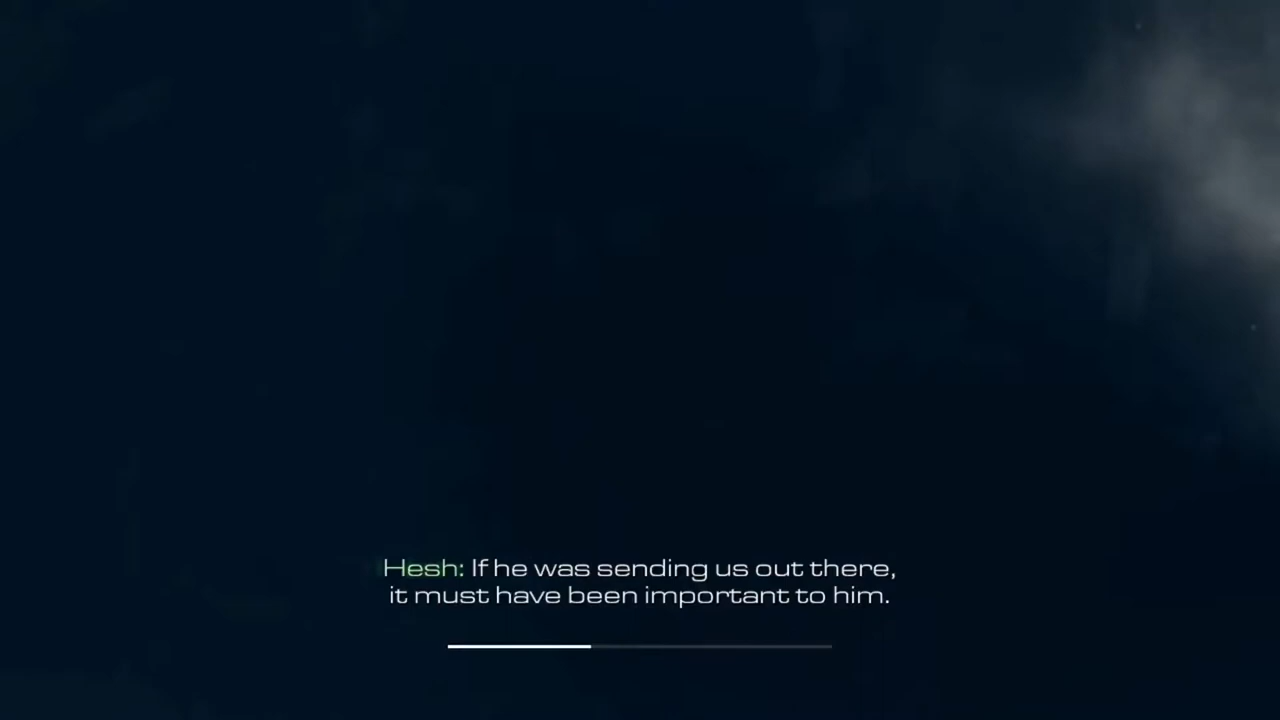 Hesh: If he was sending us out there,
it must have been important to him.